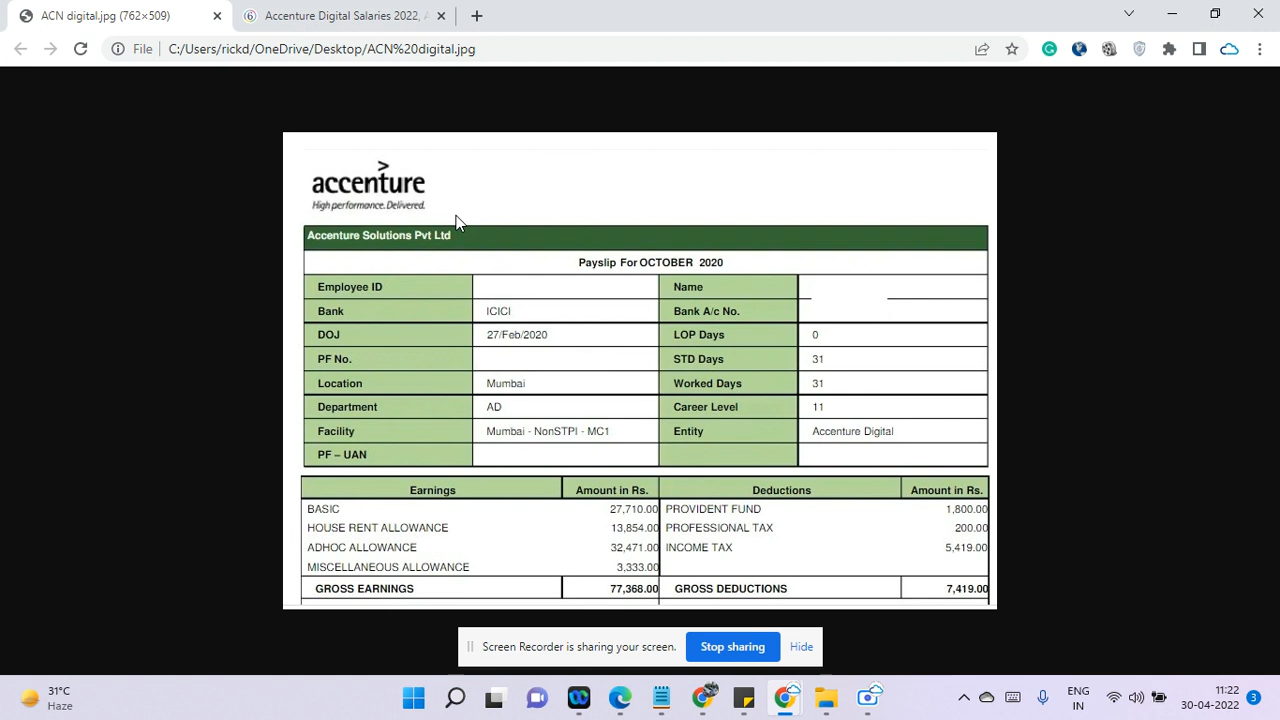 ACN digital.jpg (762×509)
Accenture Digital Salaries 2022,
File
C:/Users/rickd/OneDrive/Desktop/ACN%20digital.jpg
>
accenture
High performance. Delivered.
Accenture Solutions Pvt Ltd
Payslip For OCTOBER 2020
Employee ID Name
Bank ICICI Bank A/c No.
DOJ 27/Feb/2020 LOP Days 0
PF No. STD Days 31
Location Mumbai Worked Days 31
Department AD Career Level 11
Facility Mumbai - NonSTPI - MC1 Entity Accenture Digital
PF – UAN
Earnings Amount in Rs. Deductions Amount in Rs.
BASIC 27,710.00 PROVIDENT FUND 1,800.00
HOUSE RENT ALLOWANCE 13,854.00 PROFESSIONAL TAX 200.00
ADHOC ALLOWANCE 32,471.00 INCOME TAX 5,419.00
MISCELLANEOUS ALLOWANCE 3,333.00
GROSS EARNINGS 77,368.00 GROSS DEDUCTIONS 7,419.00
Screen Recorder is sharing your screen. Stop sharing Hide
31°C
Haze
ENG
IN
11:22
30-04-2022
3